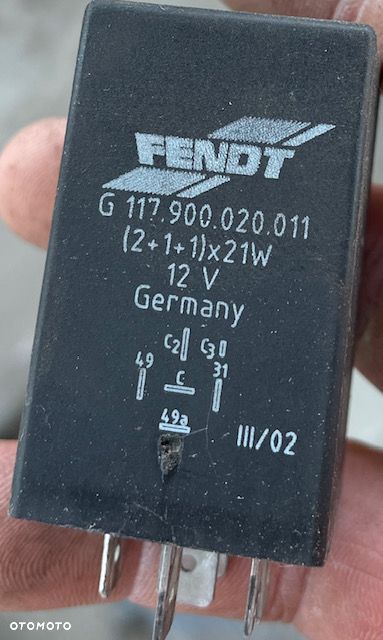 FENDT
G 117.900.020.011
(2+1+1)x21W
12 V
Germany
C2 C3
49 C 31
49a
III/02
OTOMOTO